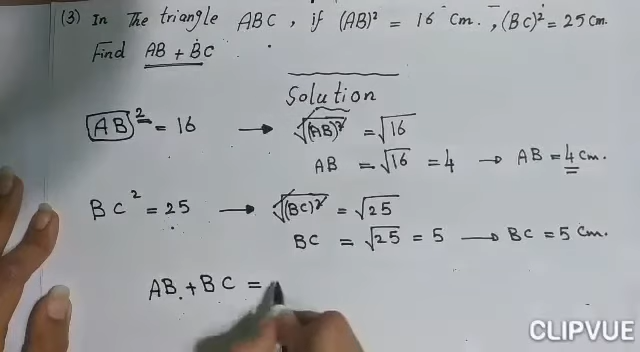 (3) In The triangle ABC, if (AB)² = 16 Cm., (BC)² = 25 Cm.
Find AB + BC
Solution
AB² = 16 → √(AB)² = √16
AB = √16 = 4 → AB = 4 Cm.
BC² = 25 → √(BC)² = √25
BC = √25 = 5 → BC = 5 Cm.
AB + BC =
CLIPVUE